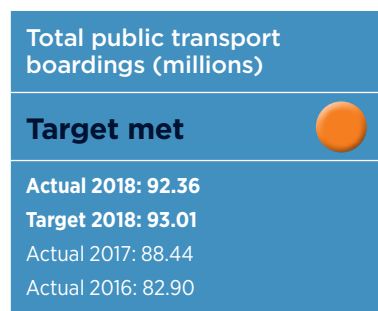 Total public transport
boardings (millions)
Target met
Actual 2018: 92.36
Target 2018: 93.01
Actual 2017: 88.44
Actual 2016: 82.90